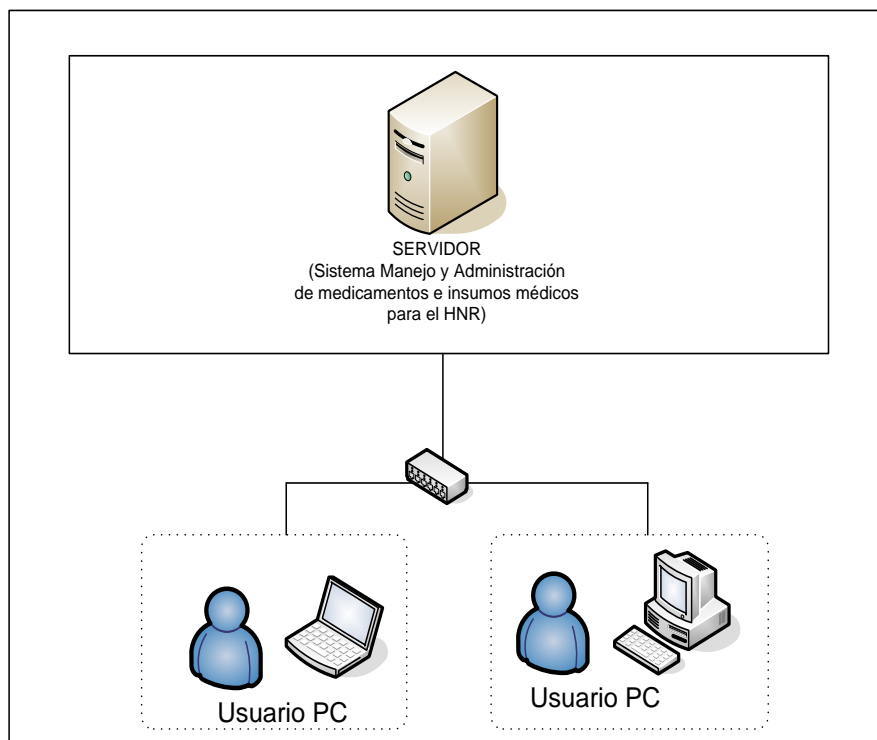 SERVIDOR
(Sistema Manejo y Administración
de medicamentos e insumos médicos
para el HNR)
Usuario PC
Usuario PC